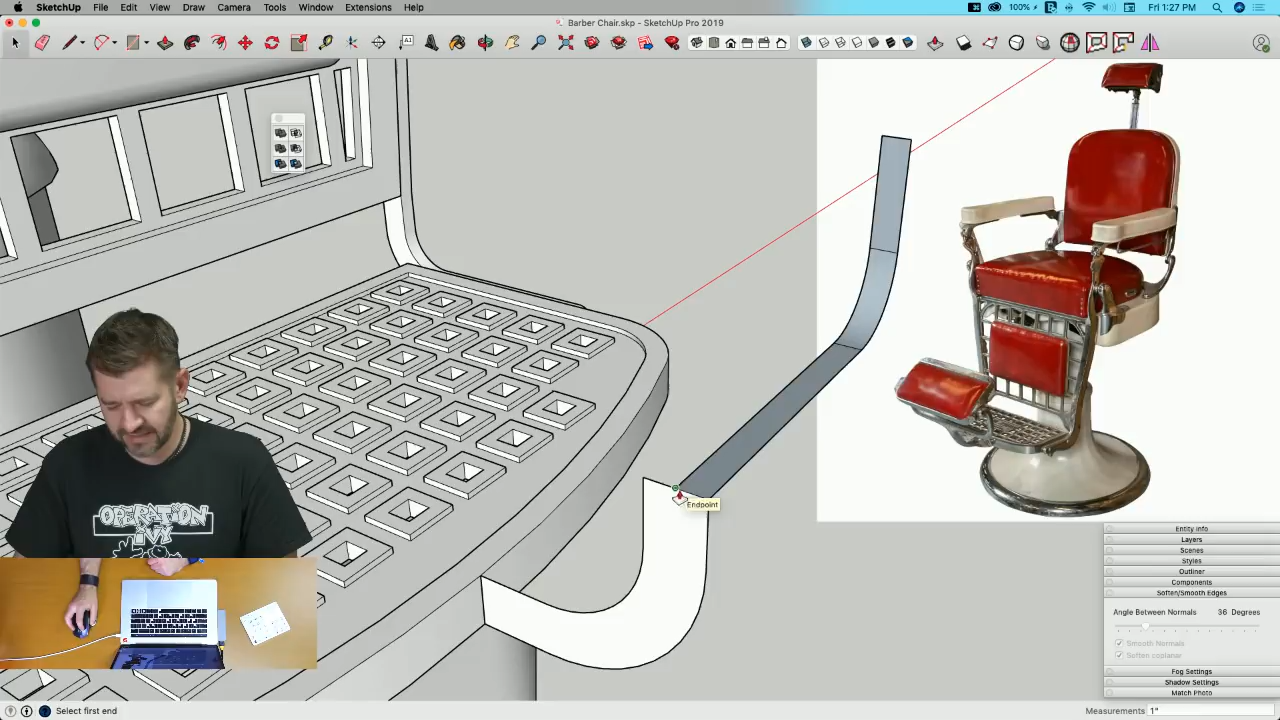 SketchUp File Edit View Draw Camera Tools Window Extensions Help
100% Fri 1:27 PM
Barber Chair.skp - SketchUp Pro 2019
A1
Endpoint
OPERATION
IVY
Entity Info
Layers
Scenes
Styles
Outliner
Components
Soften/Smooth Edges
Angle Between Normals 36 Degrees
Smooth Normals
Soften coplanar
Fog Settings
Shadow Settings
Match Photo
Select first end
Measurements 1"